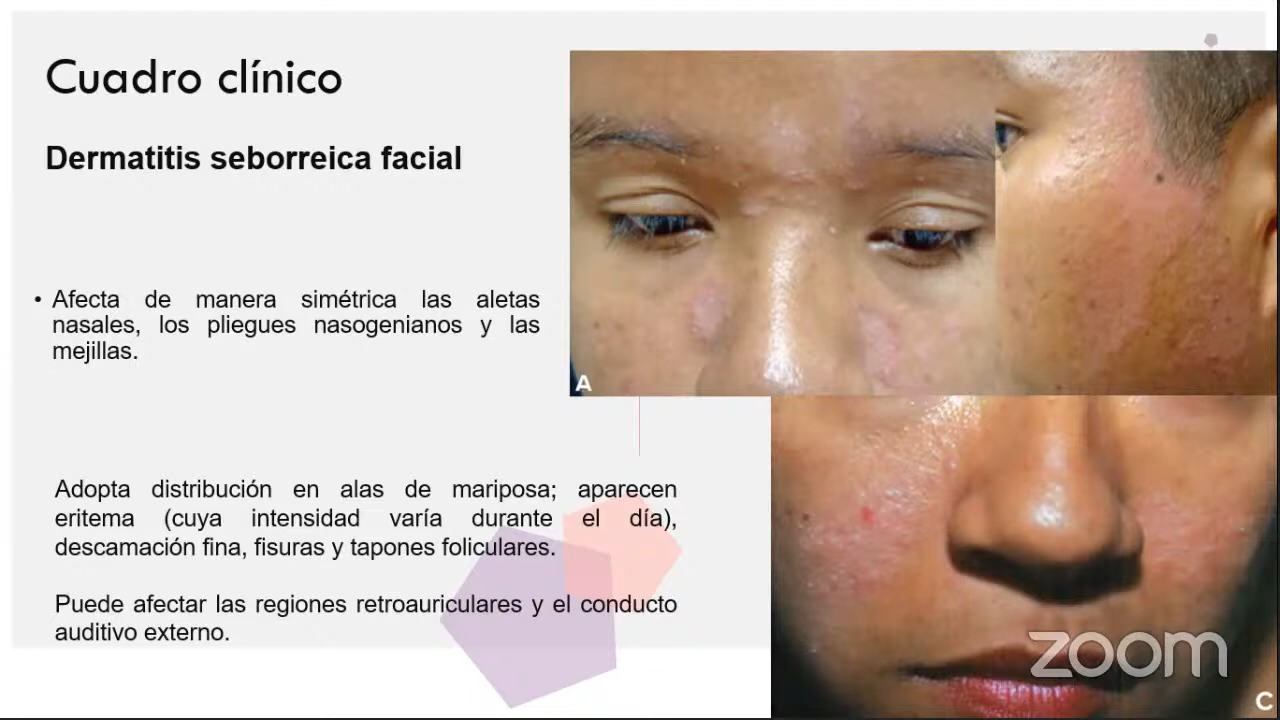 Cuadro clínico
Dermatitis seborreica facial
• Afecta de manera simétrica las aletas
nasales, los pliegues nasogenianos y las
mejillas.
Adopta distribución en alas de mariposa; aparecen
eritema (cuya intensidad varía durante el día),
descamación fina, fisuras y tapones foliculares.
Puede afectar las regiones retroauriculares y el conducto
auditivo externo.
A
zoom
C